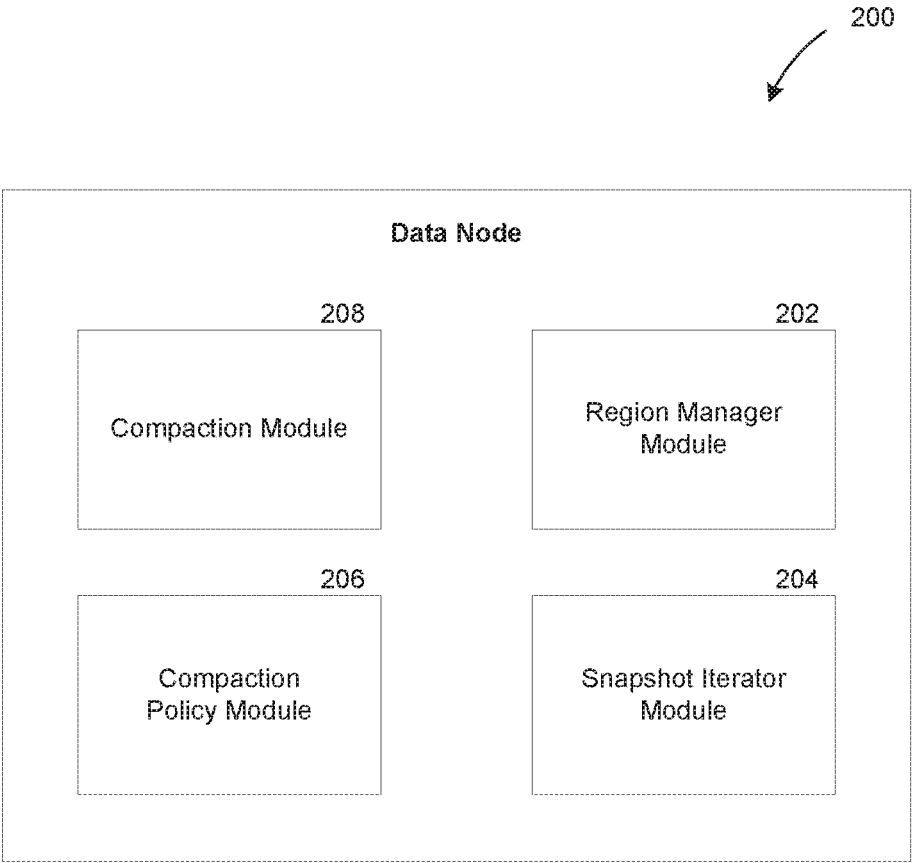 200
Data Node
208
Compaction Module
202
Region Manager
Module
206
Compaction
Policy Module
204
Snapshot Iterator
Module